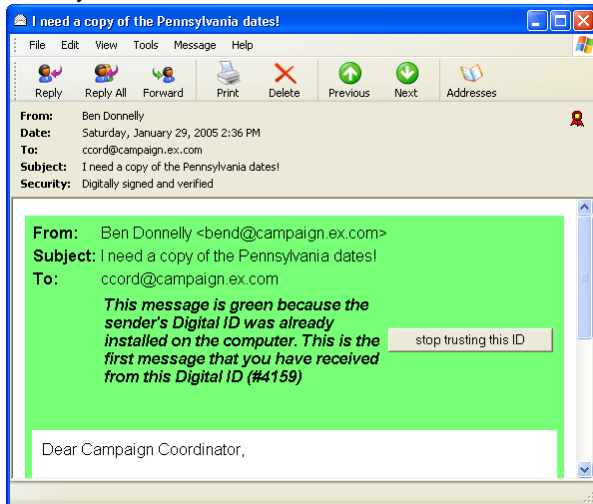 I need a copy of the Pennsylvania dates!
File Edit View Tools Message Help
Reply Reply All Forward Print Delete Previous Next Addresses
From: Ben Donnelly
Date: Saturday, January 29, 2005 2:36 PM
To: ccord@campaign.ex.com
Subject: I need a copy of the Pennsylvania dates!
Security: Digitally signed and verified
From: Ben Donnelly <bend@campaign.ex.com>
Subject: I need a copy of the Pennsylvania dates!
To: ccord@campaign.ex.com
This message is green because the
sender's Digital ID was already
installed on the computer. This is the
first message that you have received
from this Digital ID (#4159)
stop trusting this ID
Dear Campaign Coordinator,